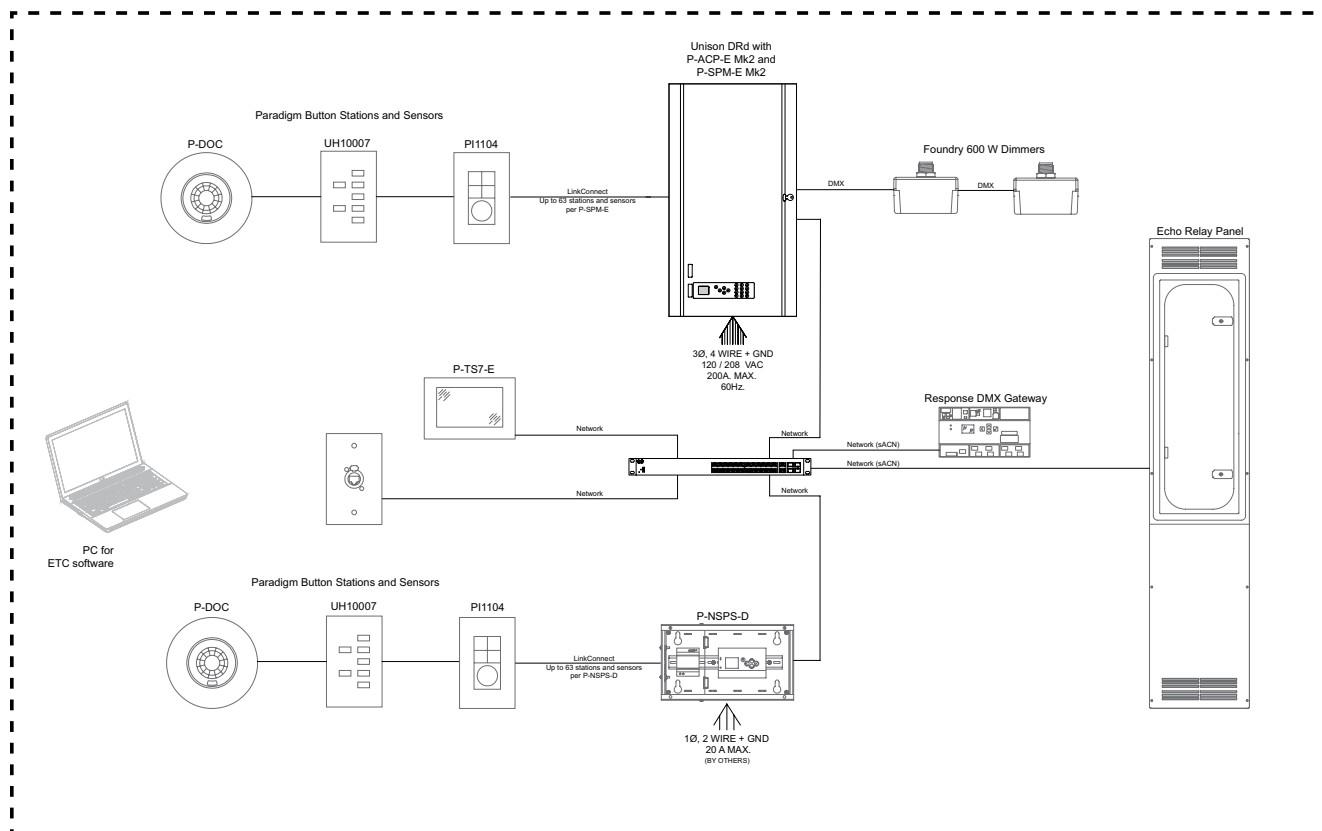 Unison DRd with
P-ACP-E Mk2 and
P-SPM-E Mk2
Paradigm Button Stations and Sensors
P-DOC
UH10007
PI1104
LinkConnect
Up to 63 stations and sensors
per P-SPM-E
DMX
Foundry 600 W Dimmers
DMX
Echo Relay Panel
3Ø, 4 WIRE + GND
120 / 208 VAC
200A. MAX.
60Hz.
P-TS7-E
Network
Network
Response DMX Gateway
Network (sACN)
Network (sACN)
Network
Network
PC for
ETC software
Paradigm Button Stations and Sensors
P-DOC
UH10007
PI1104
LinkConnect
Up to 63 stations and sensors
per P-NSPS-D
P-NSPS-D
1Ø, 2 WIRE + GND
20 A MAX.
(BY OTHERS)